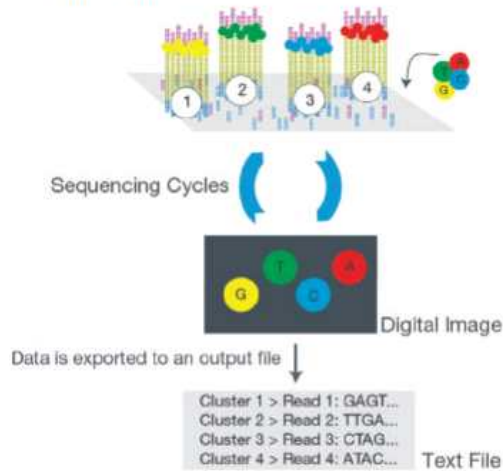 1
2
3
4
A
T
C
G
Sequencing Cycles
T
A
G
C
Digital Image
Data is exported to an output file
Cluster 1 > Read 1: GAGT...
Cluster 2 > Read 2: TTGA...
Cluster 3 > Read 3: CTAG...
Cluster 4 > Read 4: ATAC...
Text File